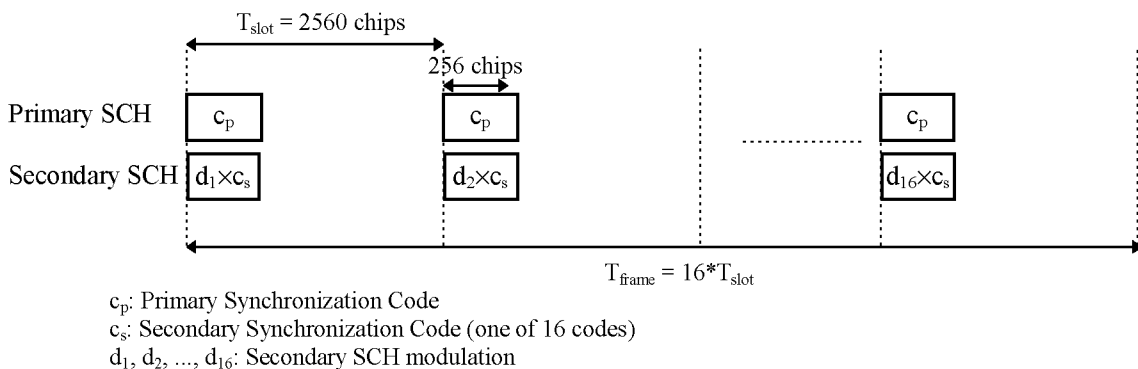 T_slot = 2560 chips
256 chips
Primary SCH c_p c_p c_p
Secondary SCH d_1×c_s d_2×c_s d_16×c_s
T_frame = 16*T_slot
c_p: Primary Synchronization Code
c_s: Secondary Synchronization Code (one of 16 codes)
d_1, d_2, ..., d_16: Secondary SCH modulation